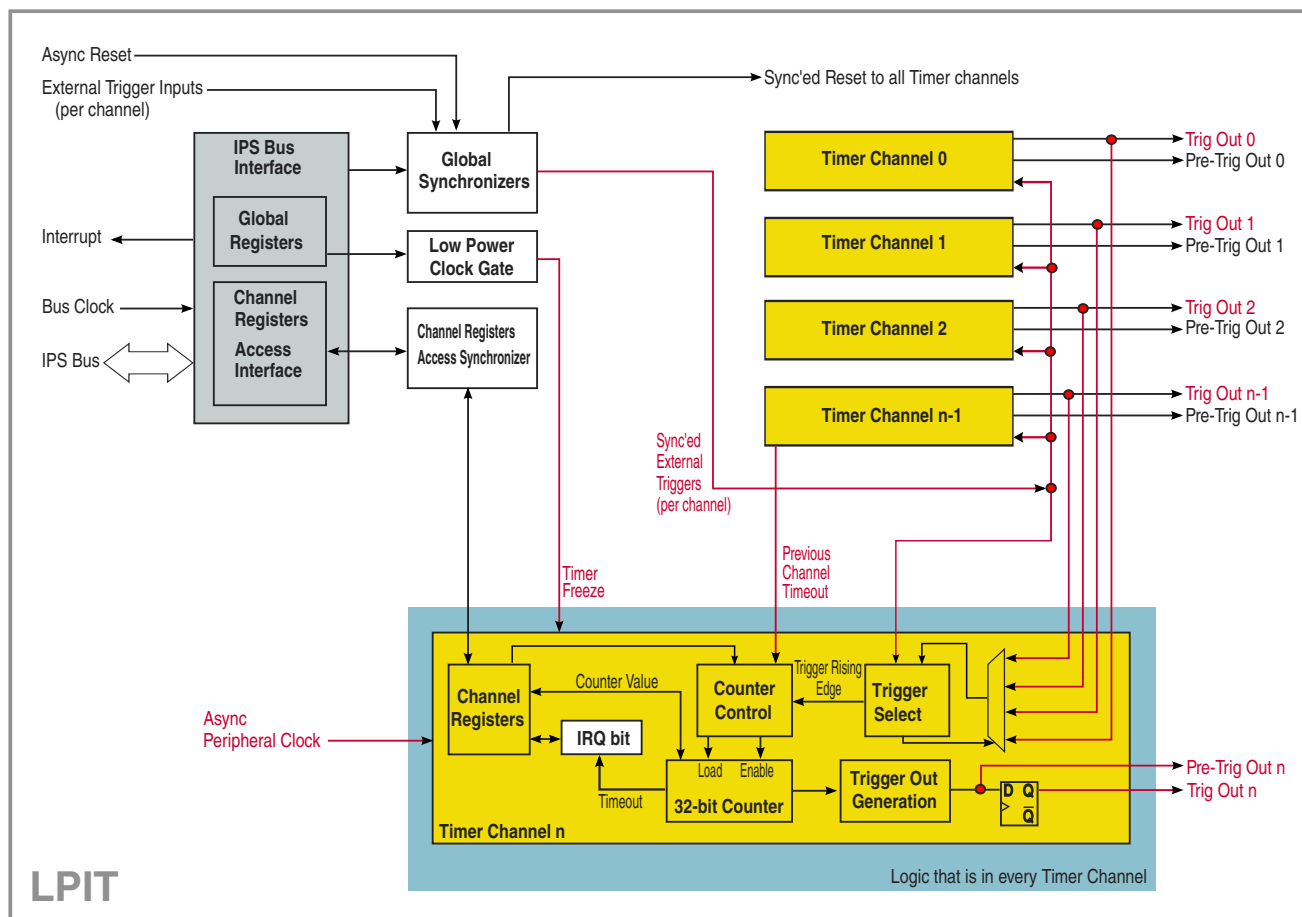 Async Reset
External Trigger Inputs
(per channel)
Sync'ed Reset to all Timer channels
IPS Bus
Interface
Global
Registers
Channel
Registers
Access
Interface
Interrupt
Bus Clock
IPS Bus
Global
Synchronizers
Low Power
Clock Gate
Channel Registers
Access Synchronizer
Timer Channel 0
Trig Out 0
Pre-Trig Out 0
Timer Channel 1
Trig Out 1
Pre-Trig Out 1
Timer Channel 2
Trig Out 2
Pre-Trig Out 2
Timer Channel n-1
Trig Out n-1
Pre-Trig Out n-1
Sync'ed
External
Triggers
(per channel)
Timer
Freeze
Previous
Channel
Timeout
Async
Peripheral Clock
Channel
Registers
Counter Value
IRQ bit
Timeout
Counter
Control
Load
Enable
32-bit Counter
Trigger Rising
Edge
Trigger
Select
Trigger Out
Generation
D Q
Q
Pre-Trig Out n
Trig Out n
Timer Channel n
Logic that is in every Timer Channel
LPIT